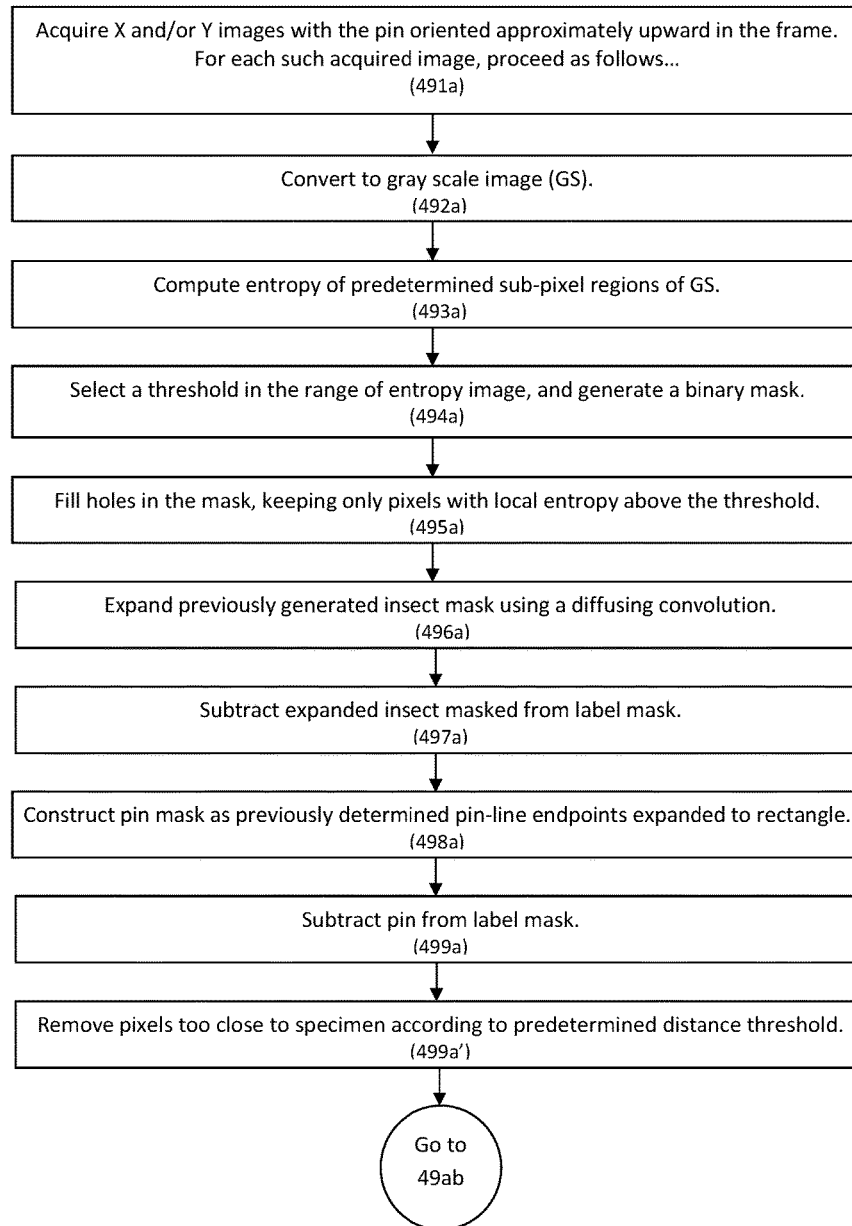 Acquire X and/or Y images with the pin oriented approximately upward in the frame.
For each such acquired image, proceed as follows…
(491a)
Convert to gray scale image (GS).
(492a)
Compute entropy of predetermined sub-pixel regions of GS.
(493a)
Select a threshold in the range of entropy image, and generate a binary mask.
(494a)
Fill holes in the mask, keeping only pixels with local entropy above the threshold.
(495a)
Expand previously generated insect mask using a diffusing convolution.
(496a)
Subtract expanded insect masked from label mask.
(497a)
Construct pin mask as previously determined pin-line endpoints expanded to rectangle.
(498a)
Subtract pin from label mask.
(499a)
Remove pixels too close to specimen according to predetermined distance threshold.
(499a’)
Go to
49ab